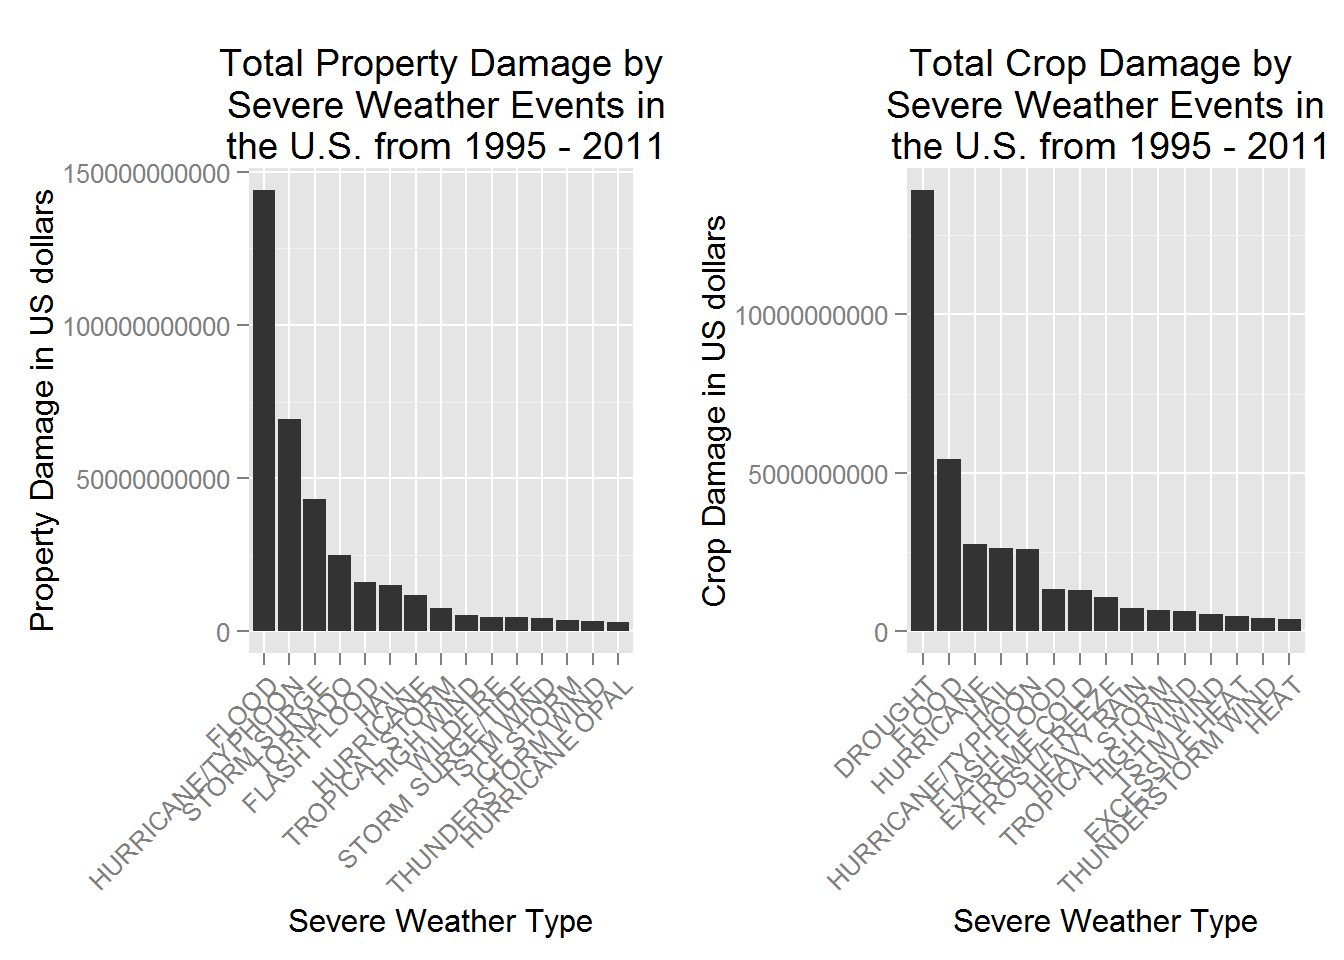 Total Property Damage by
Severe Weather Events in
the U.S. from 1995 - 2011
Property Damage in US dollars
150000000000
100000000000
50000000000
0
FLOOD
HURRICANE/TYPHOON
STORM SURGE
TORNADO
FLASH FLOOD
HAIL
HURRICANE
TROPICAL STORM
HIGH WIND
WILDFIRE
STORM SURGE/TIDE
TSTM WIND
ICE STORM
THUNDERSTORM WIND
HURRICANE OPAL
Severe Weather Type
Total Crop Damage by
Severe Weather Events in
the U.S. from 1995 - 2011
Crop Damage in US dollars
10000000000
5000000000
0
DROUGHT
FLOOD
HURRICANE
HAIL
HURRICANE/TYPHOON
FLASH FLOOD
EXTREME COLD
FROST/FREEZE
HEAVY RAIN
TROPICAL STORM
HIGH WIND
TSTM WIND
EXCESSIVE HEAT
THUNDERSTORM WIND
HEAT
Severe Weather Type